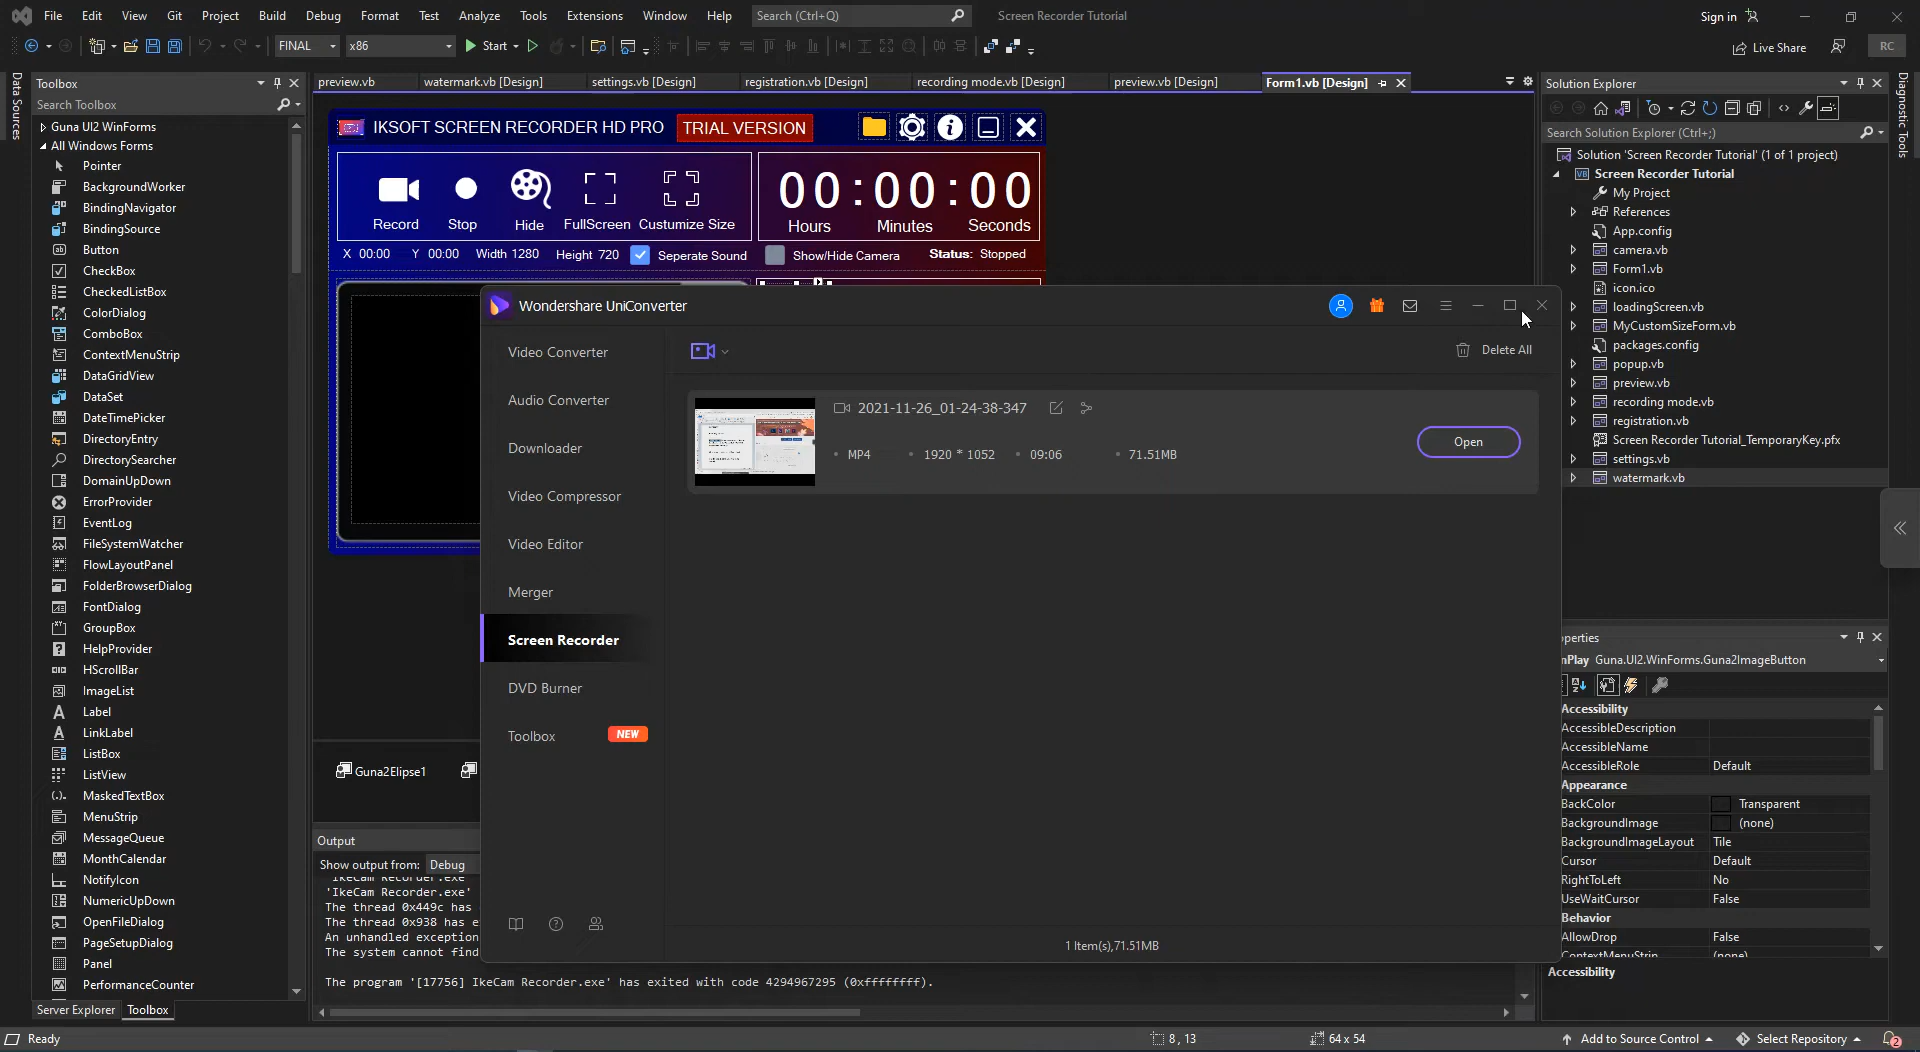 File Edit View Git Project Build Debug Format Test Analyze Tools Extensions Window Help Search (Ctrl+Q) Screen Recorder Tutorial Sign in
FINAL x86 Start Live Share RC
Data Sources
Toolbox
Search Toolbox
Guna UI2 WinForms
All Windows Forms
Pointer
BackgroundWorker
BindingNavigator
BindingSource
Button
CheckBox
CheckedListBox
ColorDialog
ComboBox
ContextMenuStrip
DataGridView
DataSet
DateTimePicker
DirectoryEntry
DirectorySearcher
DomainUpDown
ErrorProvider
EventLog
FileSystemWatcher
FlowLayoutPanel
FolderBrowserDialog
FontDialog
GroupBox
HelpProvider
HScrollBar
ImageList
Label
LinkLabel
ListBox
ListView
MaskedTextBox
MenuStrip
MessageQueue
MonthCalendar
NotifyIcon
NumericUpDown
OpenFileDialog
PageSetupDialog
Panel
PerformanceCounter
Server Explorer Toolbox
preview.vb watermark.vb [Design] settings.vb [Design] registration.vb [Design] recording mode.vb [Design] preview.vb [Design] Form1.vb [Design]
IKSOFT SCREEN RECORDER HD PRO TRIAL VERSION
Record Stop Hide FullScreen Custumize Size
00:00:00
Hours Minutes Seconds
X 00:00 Y 00:00 Width 1280 Height 720 Seperate Sound Show/Hide Camera Status: Stopped
Wondershare UniConverter
Video Converter
Audio Converter
Downloader
Video Compressor
Video Editor
Merger
Screen Recorder
DVD Burner
Toolbox NEW
Delete All
2021-11-26_01-24-38-347
MP4 1920 * 1052 09:06 71.51MB
Open
1 Item(s),71.51MB
Guna2Elipse1
Output
Show output from: Debug
'IkeCam Recorder.exe'
'IkeCam Recorder.exe'
The thread 0x449c has
The thread 0x938 has e
An unhandled exception
The system cannot find
The program '[17756] IkeCam Recorder.exe' has exited with code 4294967295 (0xffffffff).
Solution Explorer
Search Solution Explorer (Ctrl+;)
Solution 'Screen Recorder Tutorial' (1 of 1 project)
VB Screen Recorder Tutorial
My Project
References
App.config
camera.vb
Form1.vb
icon.ico
loadingScreen.vb
MyCustomSizeForm.vb
packages.config
popup.vb
preview.vb
recording mode.vb
registration.vb
Screen Recorder Tutorial_TemporaryKey.pfx
settings.vb
watermark.vb
Diagnostic Tools
operties
nPlay Guna.UI2.WinForms.Guna2ImageButton
Accessibility
AccessibleDescription
AccessibleName
AccessibleRole Default
Appearance
BackColor Transparent
BackgroundImage (none)
BackgroundImageLayout Tile
Cursor Default
RightToLeft No
UseWaitCursor False
Behavior
AllowDrop False
ContextMenuStrip (none)
Accessibility
Ready 8 , 13 64 x 54 Add to Source Control Select Repository 2